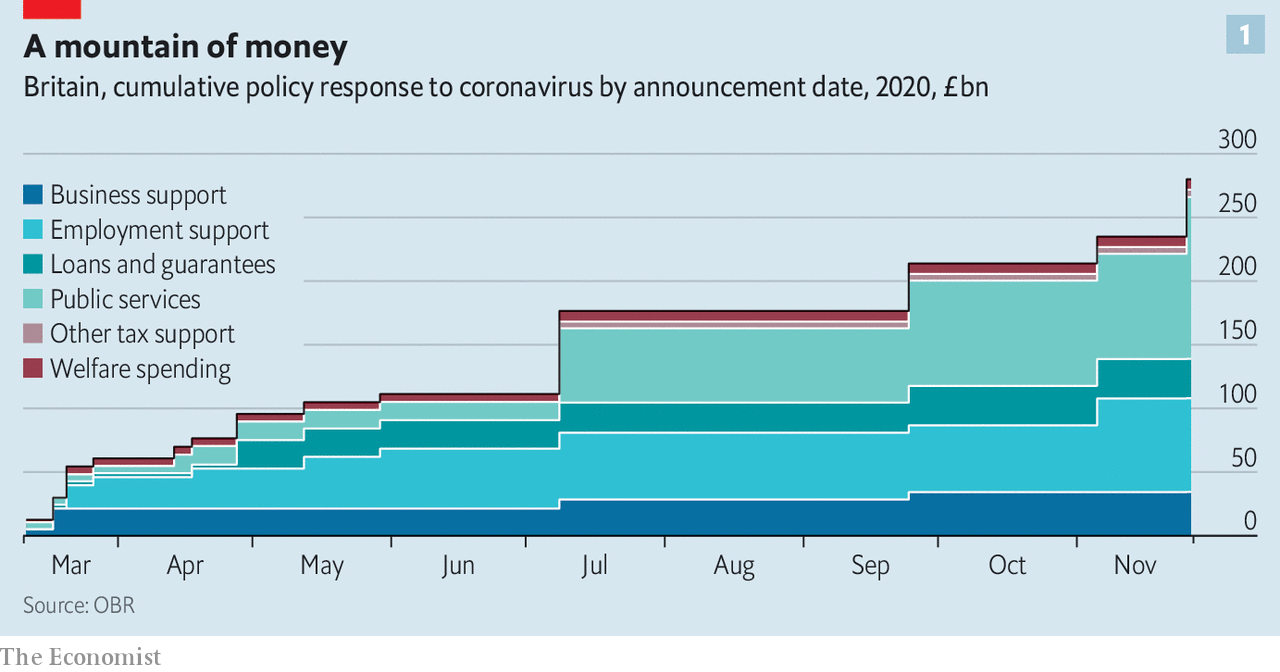 A mountain of money
1
Britain, cumulative policy response to coronavirus by announcement date, 2020, £bn
300
Business support
250
Employment support
Loans and guarantees
200
Public services
Other tax support
150
Welfare spending
100
50
0
Mar Apr May Jun Jul Aug Sep Oct Nov
Source: OBR
The Economist